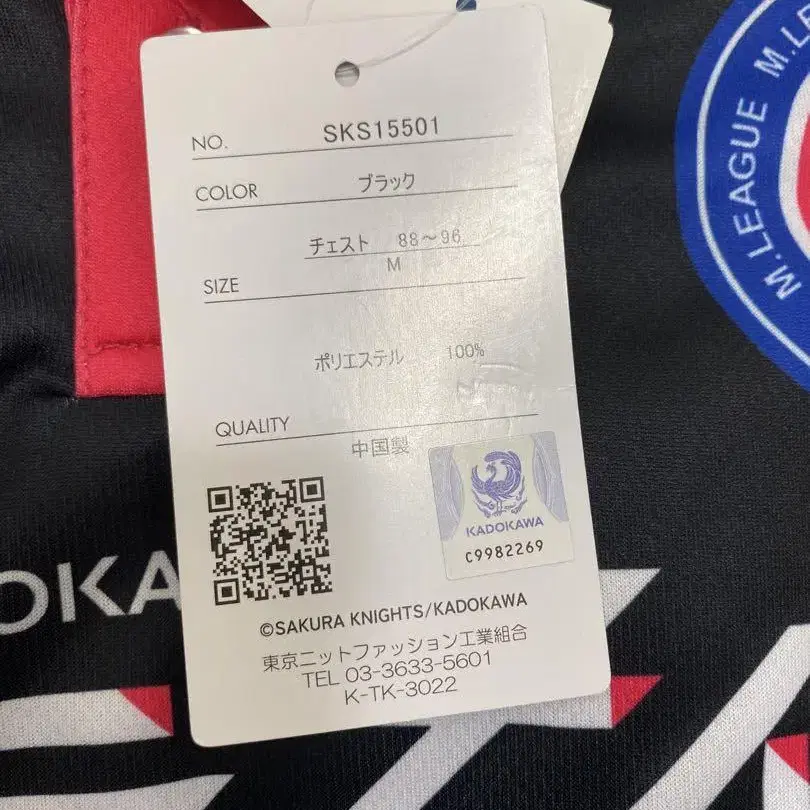 NO. SKS15501
COLOR ブラック
チェスト 88～96
SIZE M
ポリエステル 100%
QUALITY
中国製
KADOKAWA
C9982269
©SAKURA KNIGHTS/KADOKAWA
東京ニットファッション工業組合
TEL 03-3633-5601
K-TK-3022
M.LEAGUE M.LE
OKA